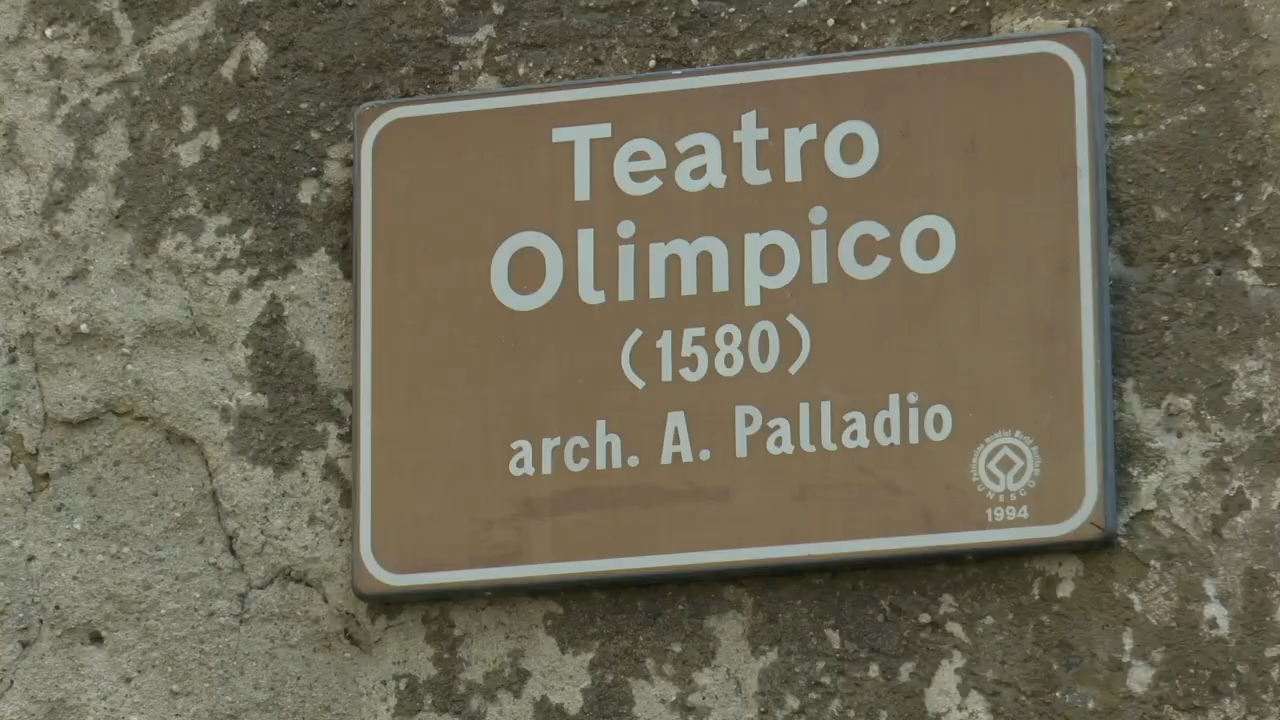 Teatro
Olimpico
(1580)
arch. A. Palladio
UNESCO
1994